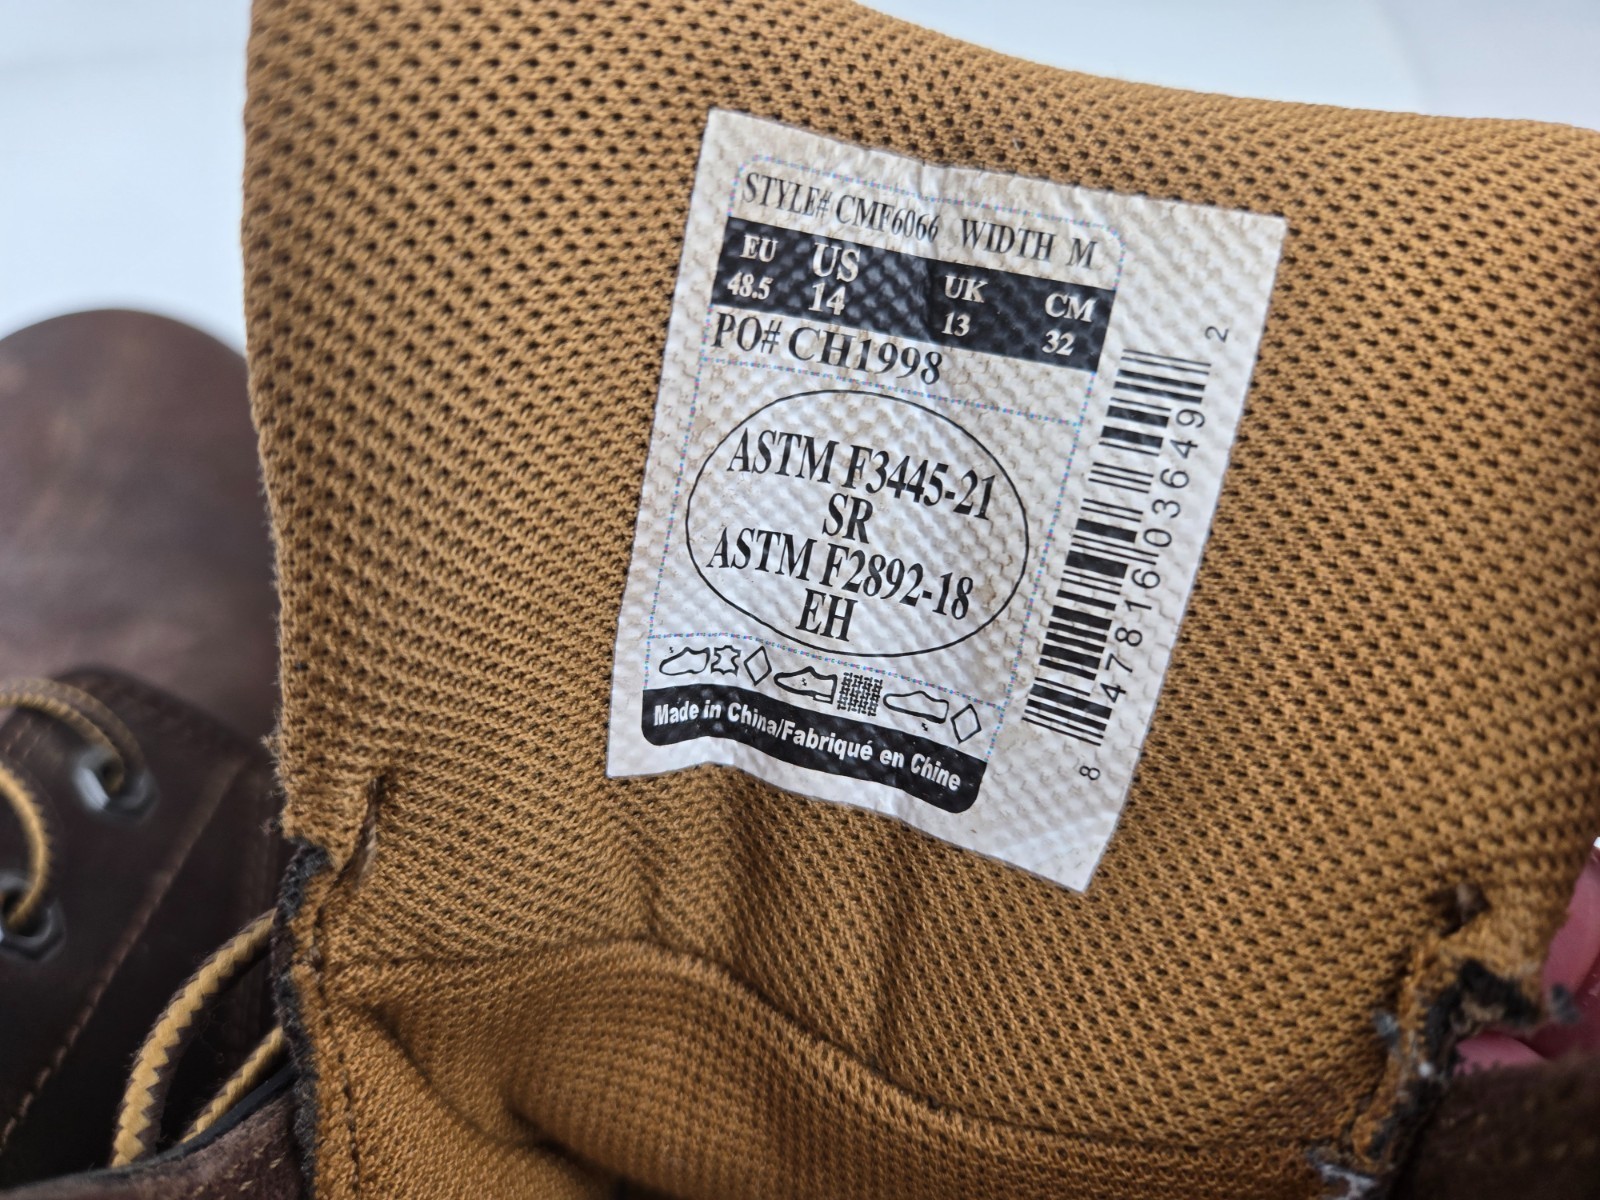 STYLE# CMF6066 WIDTH M
EU US UK CM
48.5 14 13 32
PO# CH1998
ASTM F3445-21
SR
ASTM F2892-18
EH
Made in China/Fabriqué en Chine
8 47816 03649 2